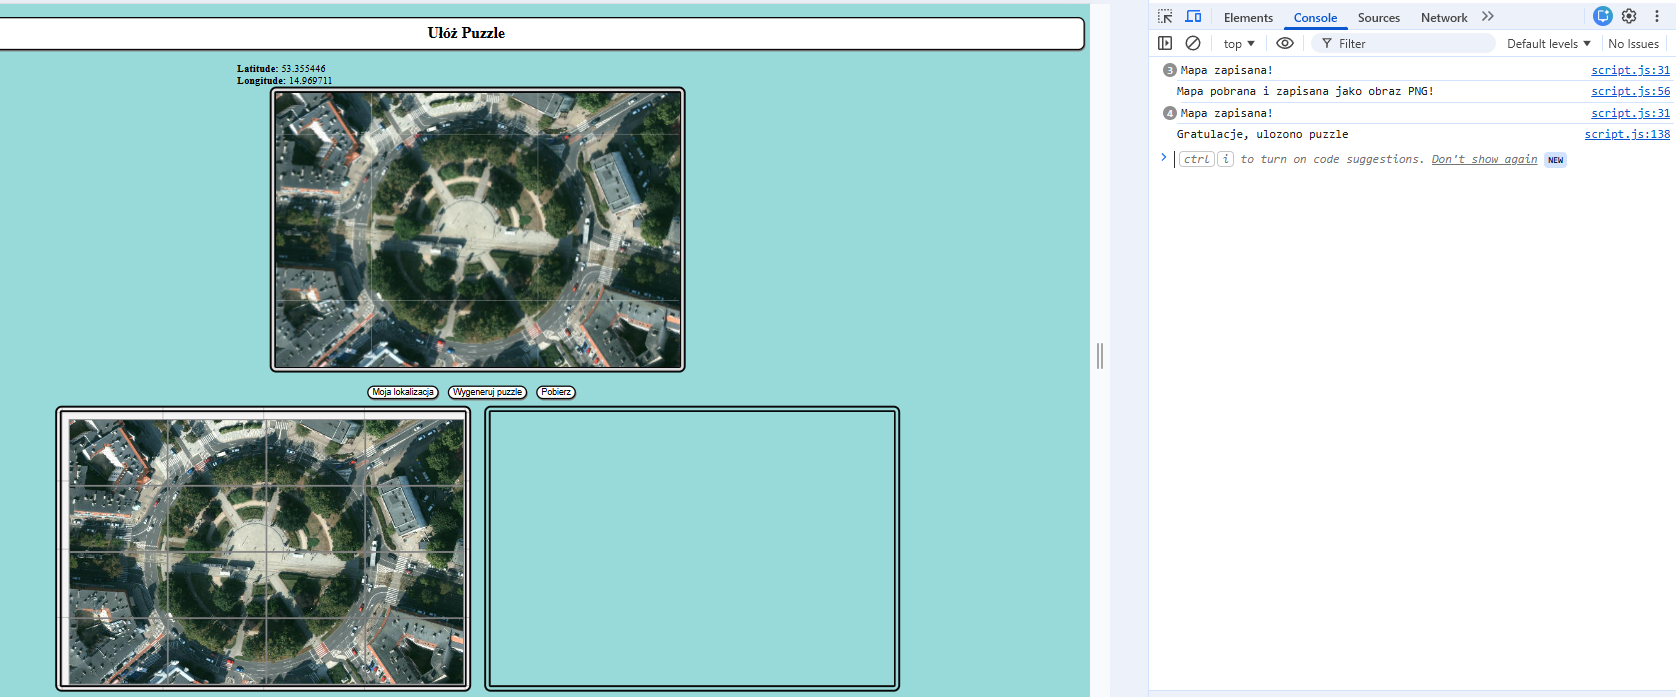 Ułóż Puzzle
Latitude: 53.355446
Longitude: 14.969711
Moja lokalizacja Wygeneruj puzzle Pobierz
Elements Console Sources Network
top Filter Default levels No Issues
3 Mapa zapisana! script.js:31
Mapa pobrana i zapisana jako obraz PNG! script.js:56
4 Mapa zapisana! script.js:31
Gratulacje, ulozono puzzle script.js:138
ctrl i to turn on code suggestions. Don't show again NEW